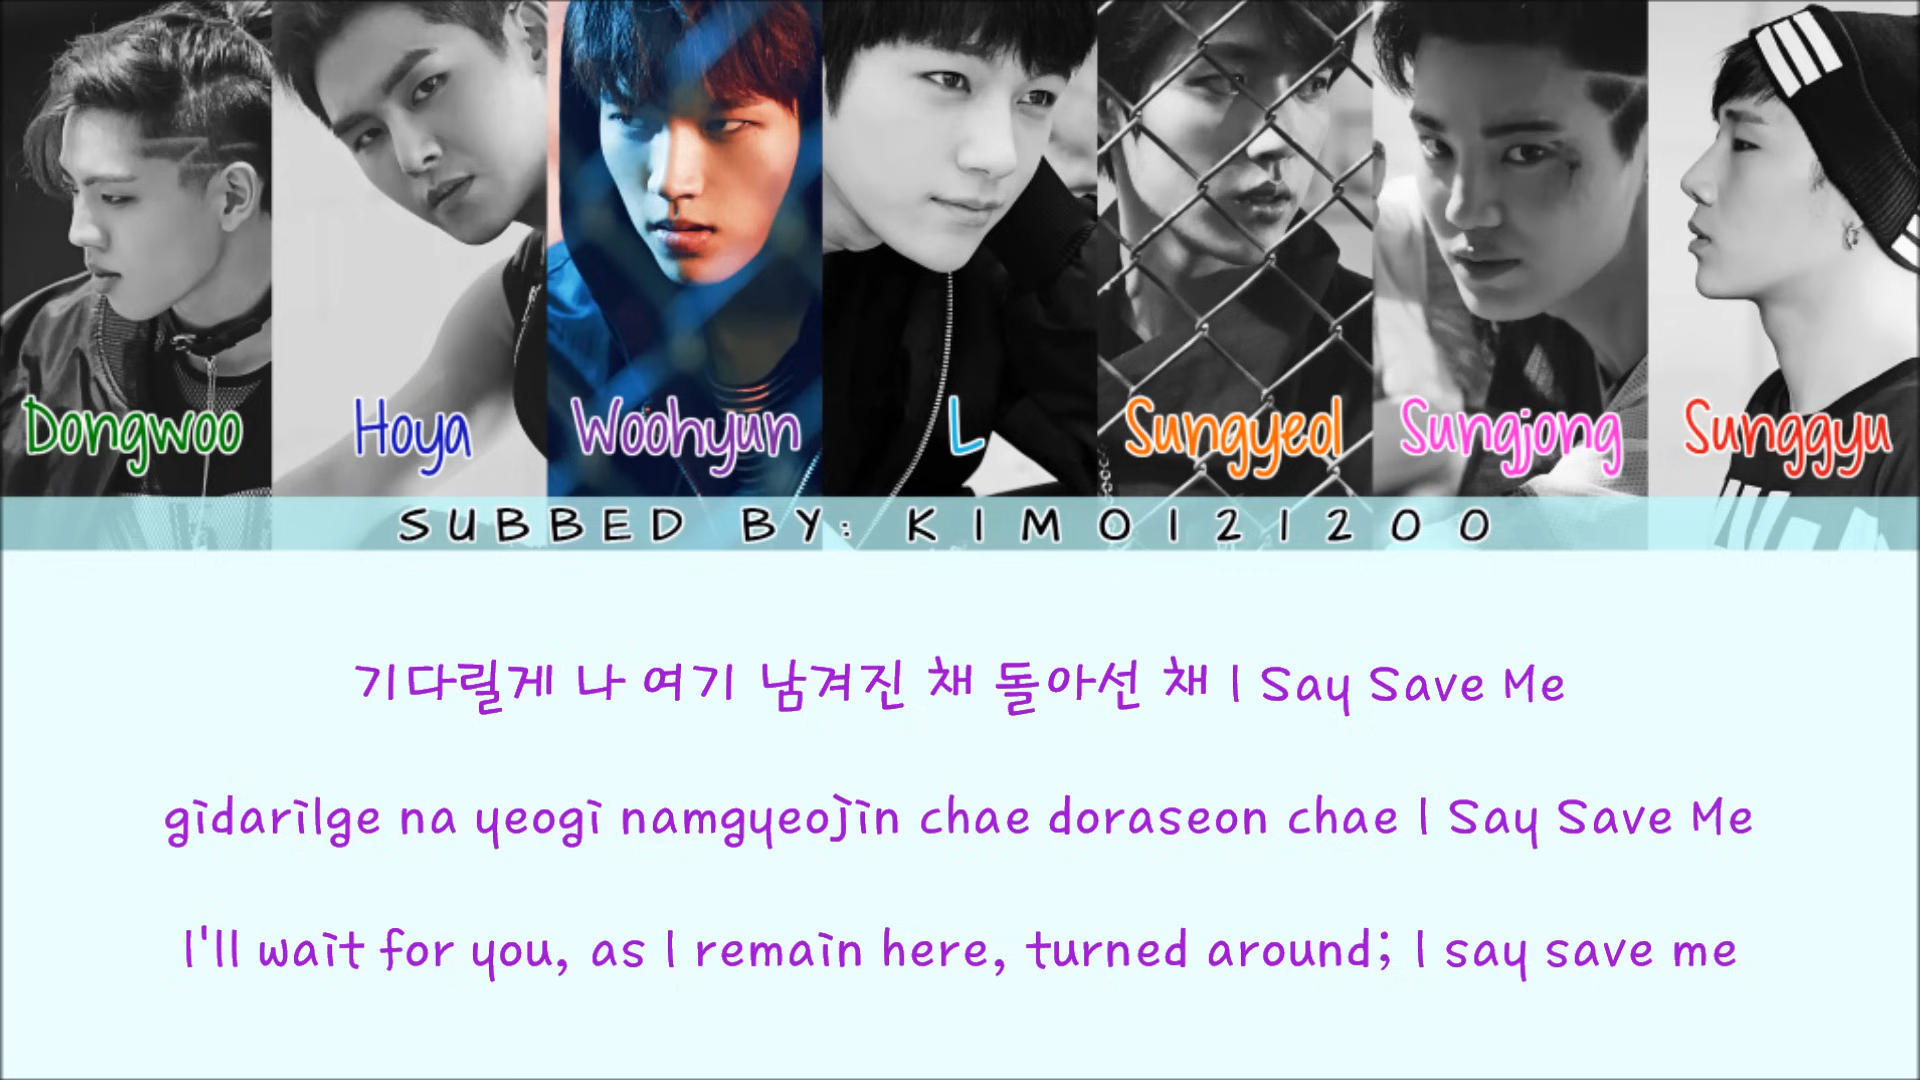 Dongwoo Hoya Woohyun L Sungyeol Sungjong Sunggyu
SUBBED BY: KIM0121200
기다릴게 나 여기 남겨진 채 돌아선 채 I Say Save Me
gidarilge na yeogi namgyeojin chae doraseon chae I Say Save Me
I'll wait for you, as I remain here, turned around; I say save me